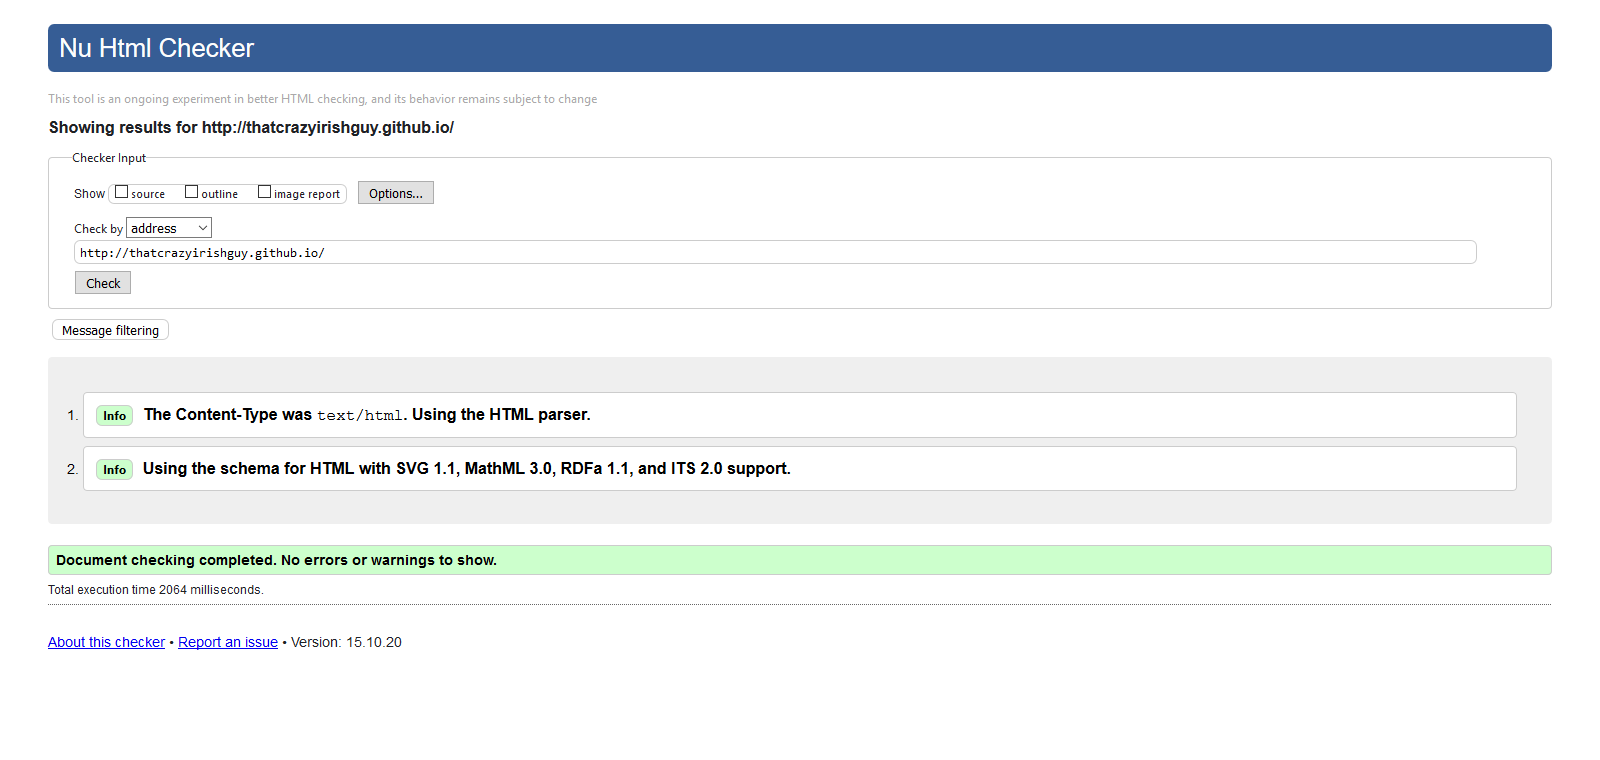 Nu Html Checker
This tool is an ongoing experiment in better HTML checking, and its behavior remains subject to change
Showing results for http://thatcrazyirishguy.github.io/
Checker Input
Show source outline image report Options...
Check by address
http://thatcrazyirishguy.github.io/
Check
Message filtering
1. Info The Content-Type was text/html. Using the HTML parser.
2. Info Using the schema for HTML with SVG 1.1, MathML 3.0, RDFa 1.1, and ITS 2.0 support.
Document checking completed. No errors or warnings to show.
Total execution time 2064 milliseconds.
About this checker • Report an issue • Version: 15.10.20